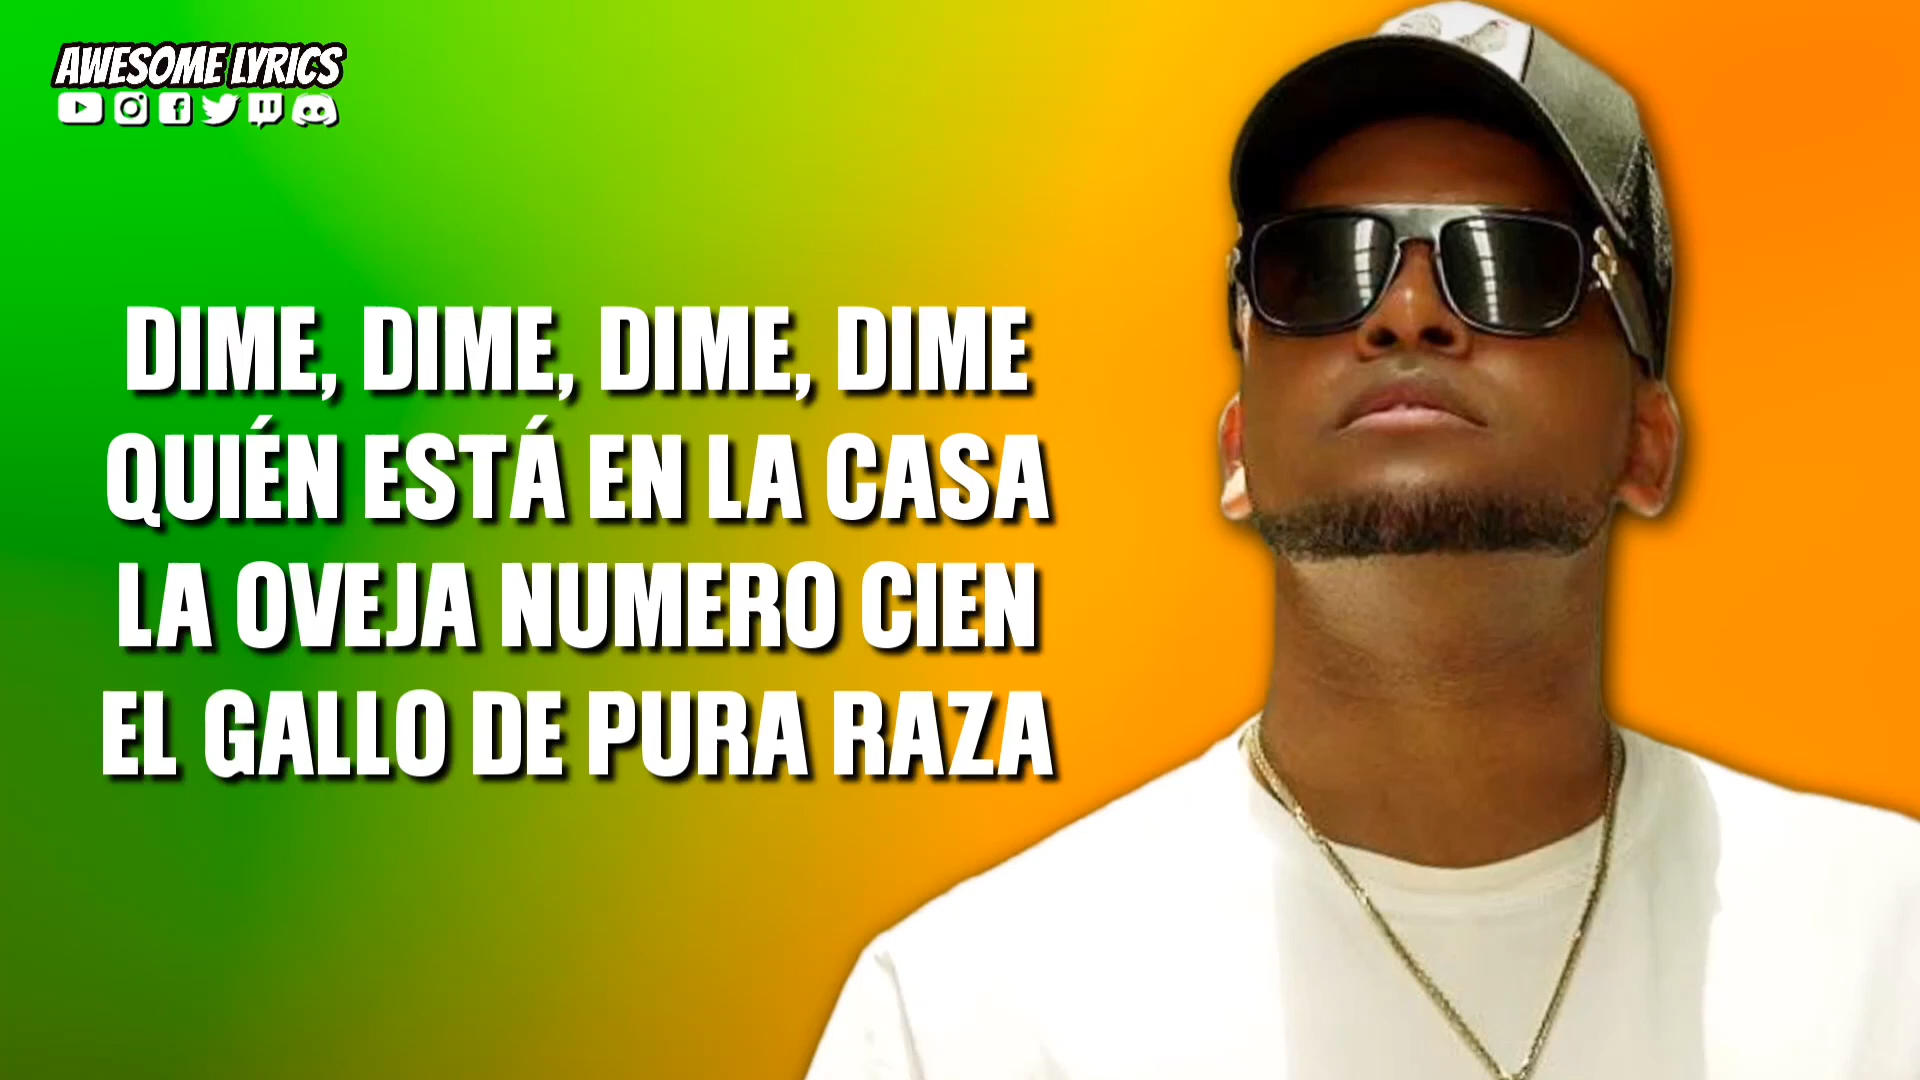 AWESOME LYRICS
DIME, DIME, DIME, DIME
QUIÉN ESTÁ EN LA CASA
LA OVEJA NUMERO CIEN
EL GALLO DE PURA RAZA